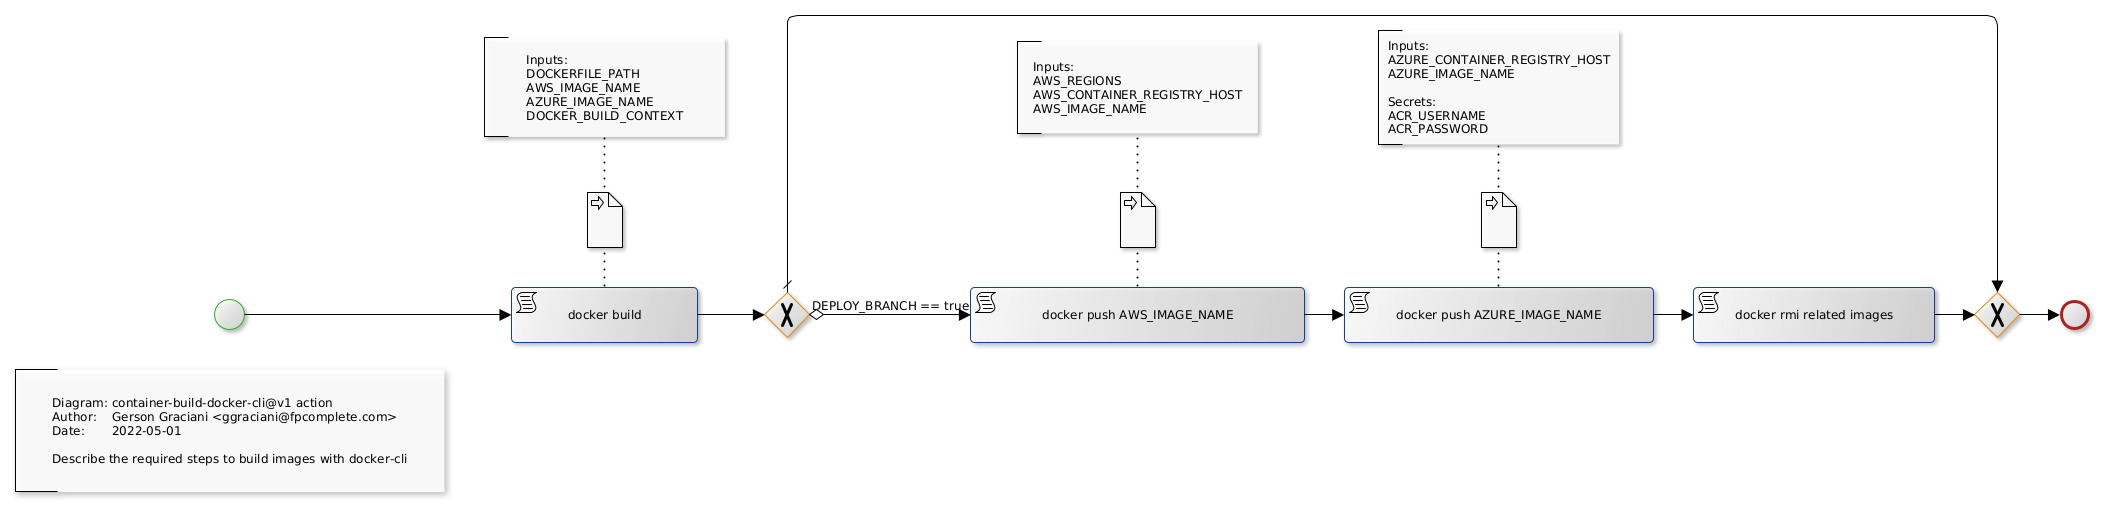 Inputs:
DOCKERFILE_PATH
AWS_IMAGE_NAME
AZURE_IMAGE_NAME
DOCKER_BUILD_CONTEXT
Inputs:
AWS_REGIONS
AWS_CONTAINER_REGISTRY_HOST
AWS_IMAGE_NAME
Inputs:
AZURE_CONTAINER_REGISTRY_HOST
AZURE_IMAGE_NAME
Secrets:
ACR_USERNAME
ACR_PASSWORD
docker build
DEPLOY_BRANCH == true
docker push AWS_IMAGE_NAME
docker push AZURE_IMAGE_NAME
docker rmi related images
Diagram: container-build-docker-cli@v1 action
Author: Gerson Graciani <ggraciani@fpcomplete.com>
Date: 2022-05-01
Describe the required steps to build images with docker-cli